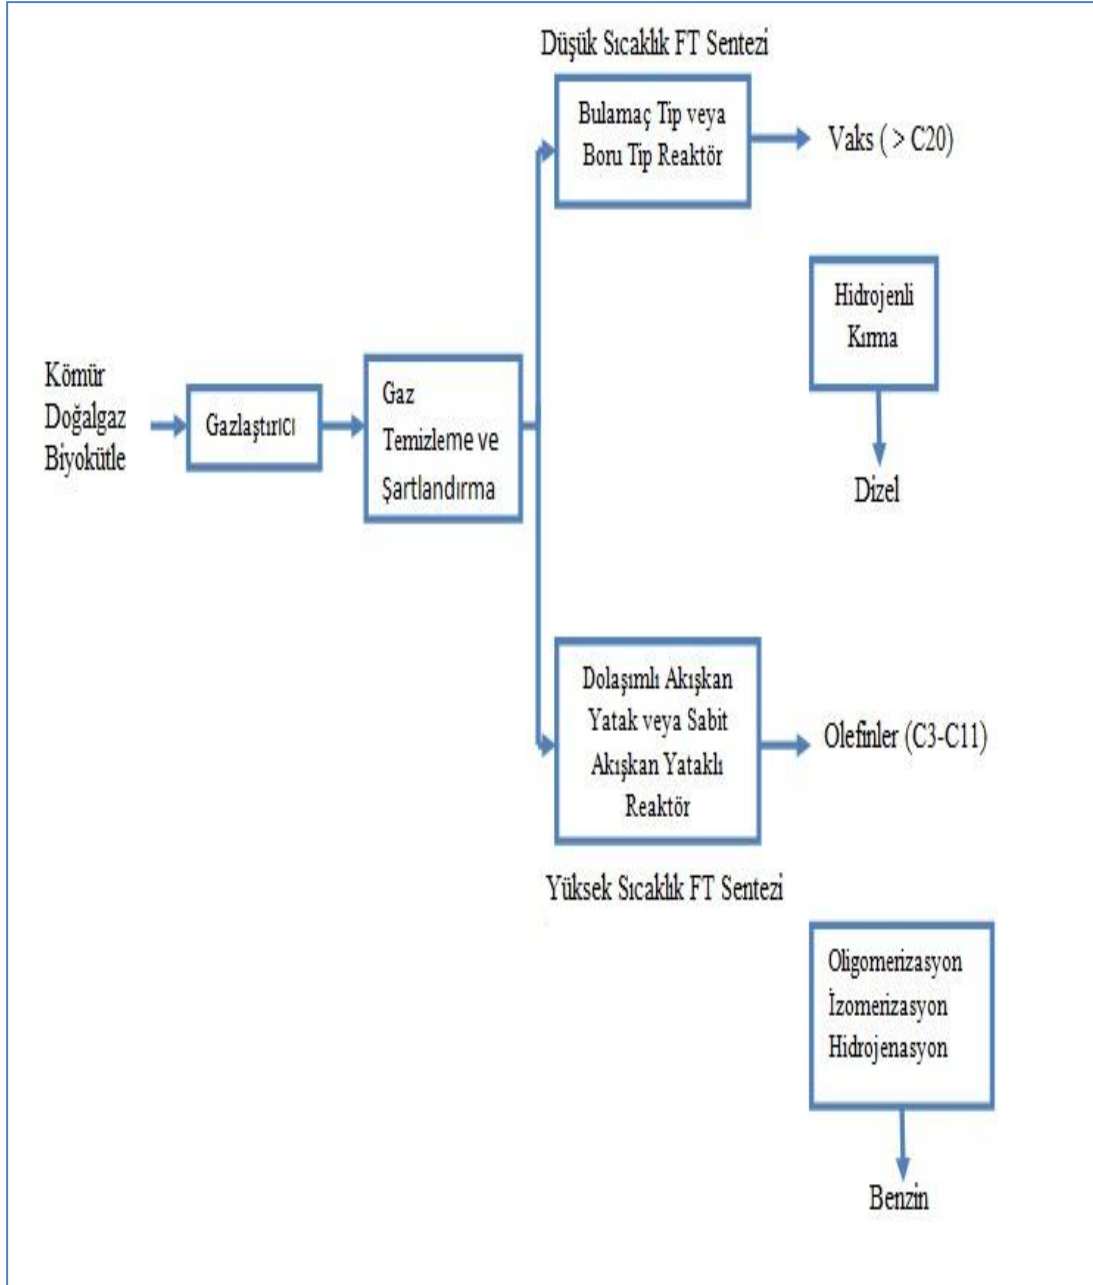 Düşük Sıcaklık FT Sentezi
Bulamaç Tip veya
Boru Tip Reaktör
Vaks ( > C20)
Hidrojenli
Kırma
Dizel
Kömür
Doğalgaz
Biyokütle
Gazlaştırıcı
Gaz
Temizleme ve
Şartlandırma
Dolaşımlı Akışkan
Yatak veya Sabit
Akışkan Yataklı
Reaktör
Olefinler (C3-C11)
Yüksek Sıcaklık FT Sentezi
Oligomerizasyon
İzomerizasyon
Hidrojenasyon
Benzin